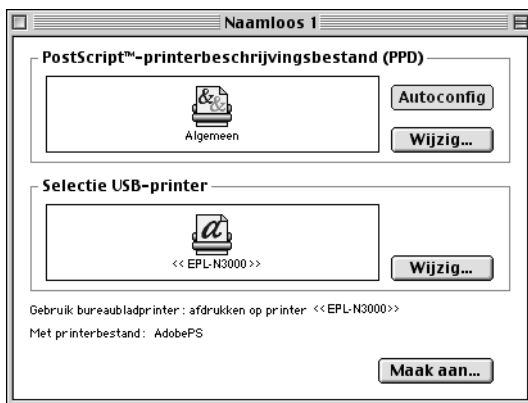 Naamloos 1
PostScript™-printerbeschrijvingsbestand (PPD)
Algemeen
Autoconfig
Wijzig...
Selectie USB-printer
<< EPL-N3000 >>
Wijzig...
Gebruik bureaubladprinter: afdrukken op printer <<EPL-N3000>>
Met printerbestand: AdobePS
Maak aan...